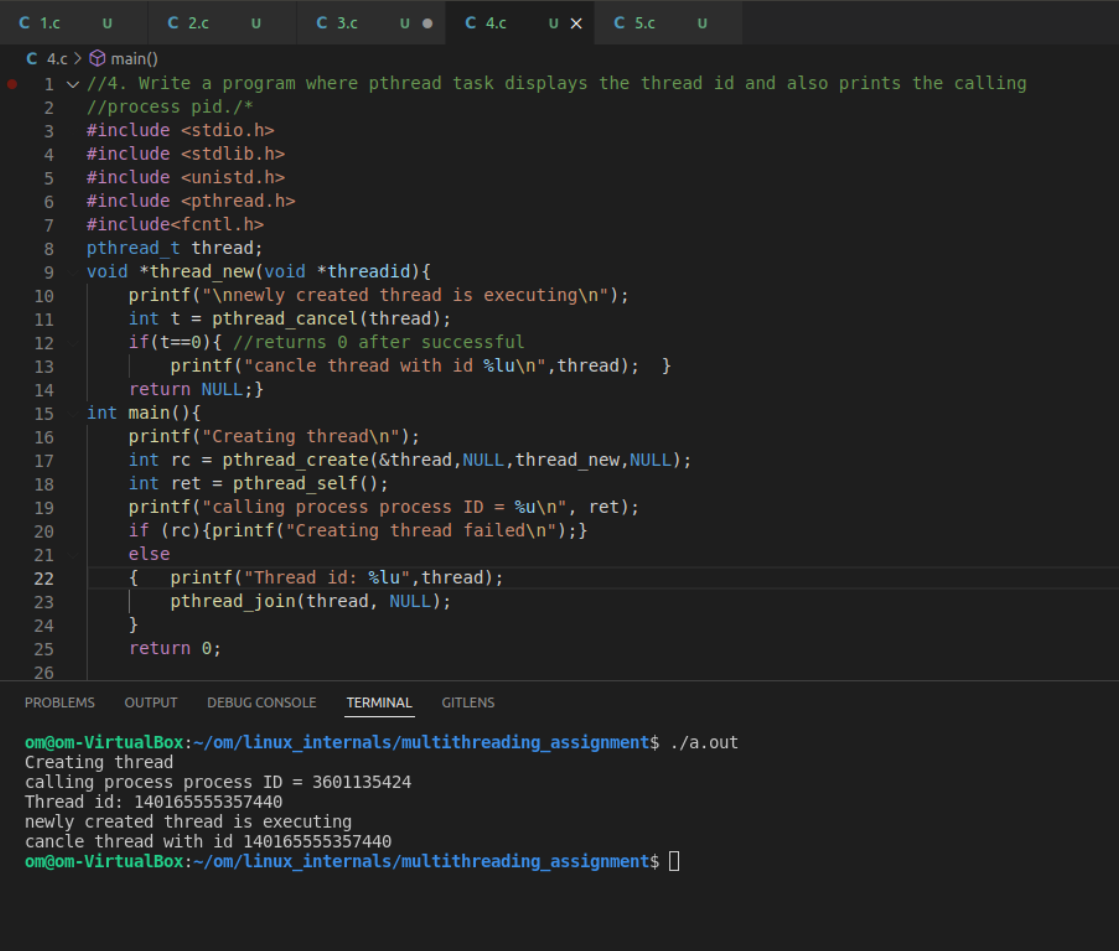 C 1.c U C 2.c U C 3.c U C 4.c U C 5.c U
C 4.c > main()
1 //4. Write a program where pthread task displays the thread id and also prints the calling
2 //process pid./*
3 #include <stdio.h>
4 #include <stdlib.h>
5 #include <unistd.h>
6 #include <pthread.h>
7 #include<fcntl.h>
8 pthread_t thread;
9 void *thread_new(void *threadid){
10 printf("\nnewly created thread is executing\n");
11 int t = pthread_cancel(thread);
12 if(t==0){ //returns 0 after successful
13 printf("cancle thread with id %lu\n",thread);  }
14 return NULL;}
15 int main(){
16 printf("Creating thread\n");
17 int rc = pthread_create(&thread,NULL,thread_new,NULL);
18 int ret = pthread_self();
19 printf("calling process process ID = %u\n", ret);
20 if (rc){printf("Creating thread failed\n");}
21 else
22 {   printf("Thread id: %lu",thread);
23 pthread_join(thread, NULL);
24 }
25 return 0;
26
PROBLEMS OUTPUT DEBUG CONSOLE TERMINAL GITLENS
om@om-VirtualBox:~/om/linux_internals/multithreading_assignment$ ./a.out
Creating thread
calling process process ID = 3601135424
Thread id: 140165555357440
newly created thread is executing
cancle thread with id 140165555357440
om@om-VirtualBox:~/om/linux_internals/multithreading_assignment$